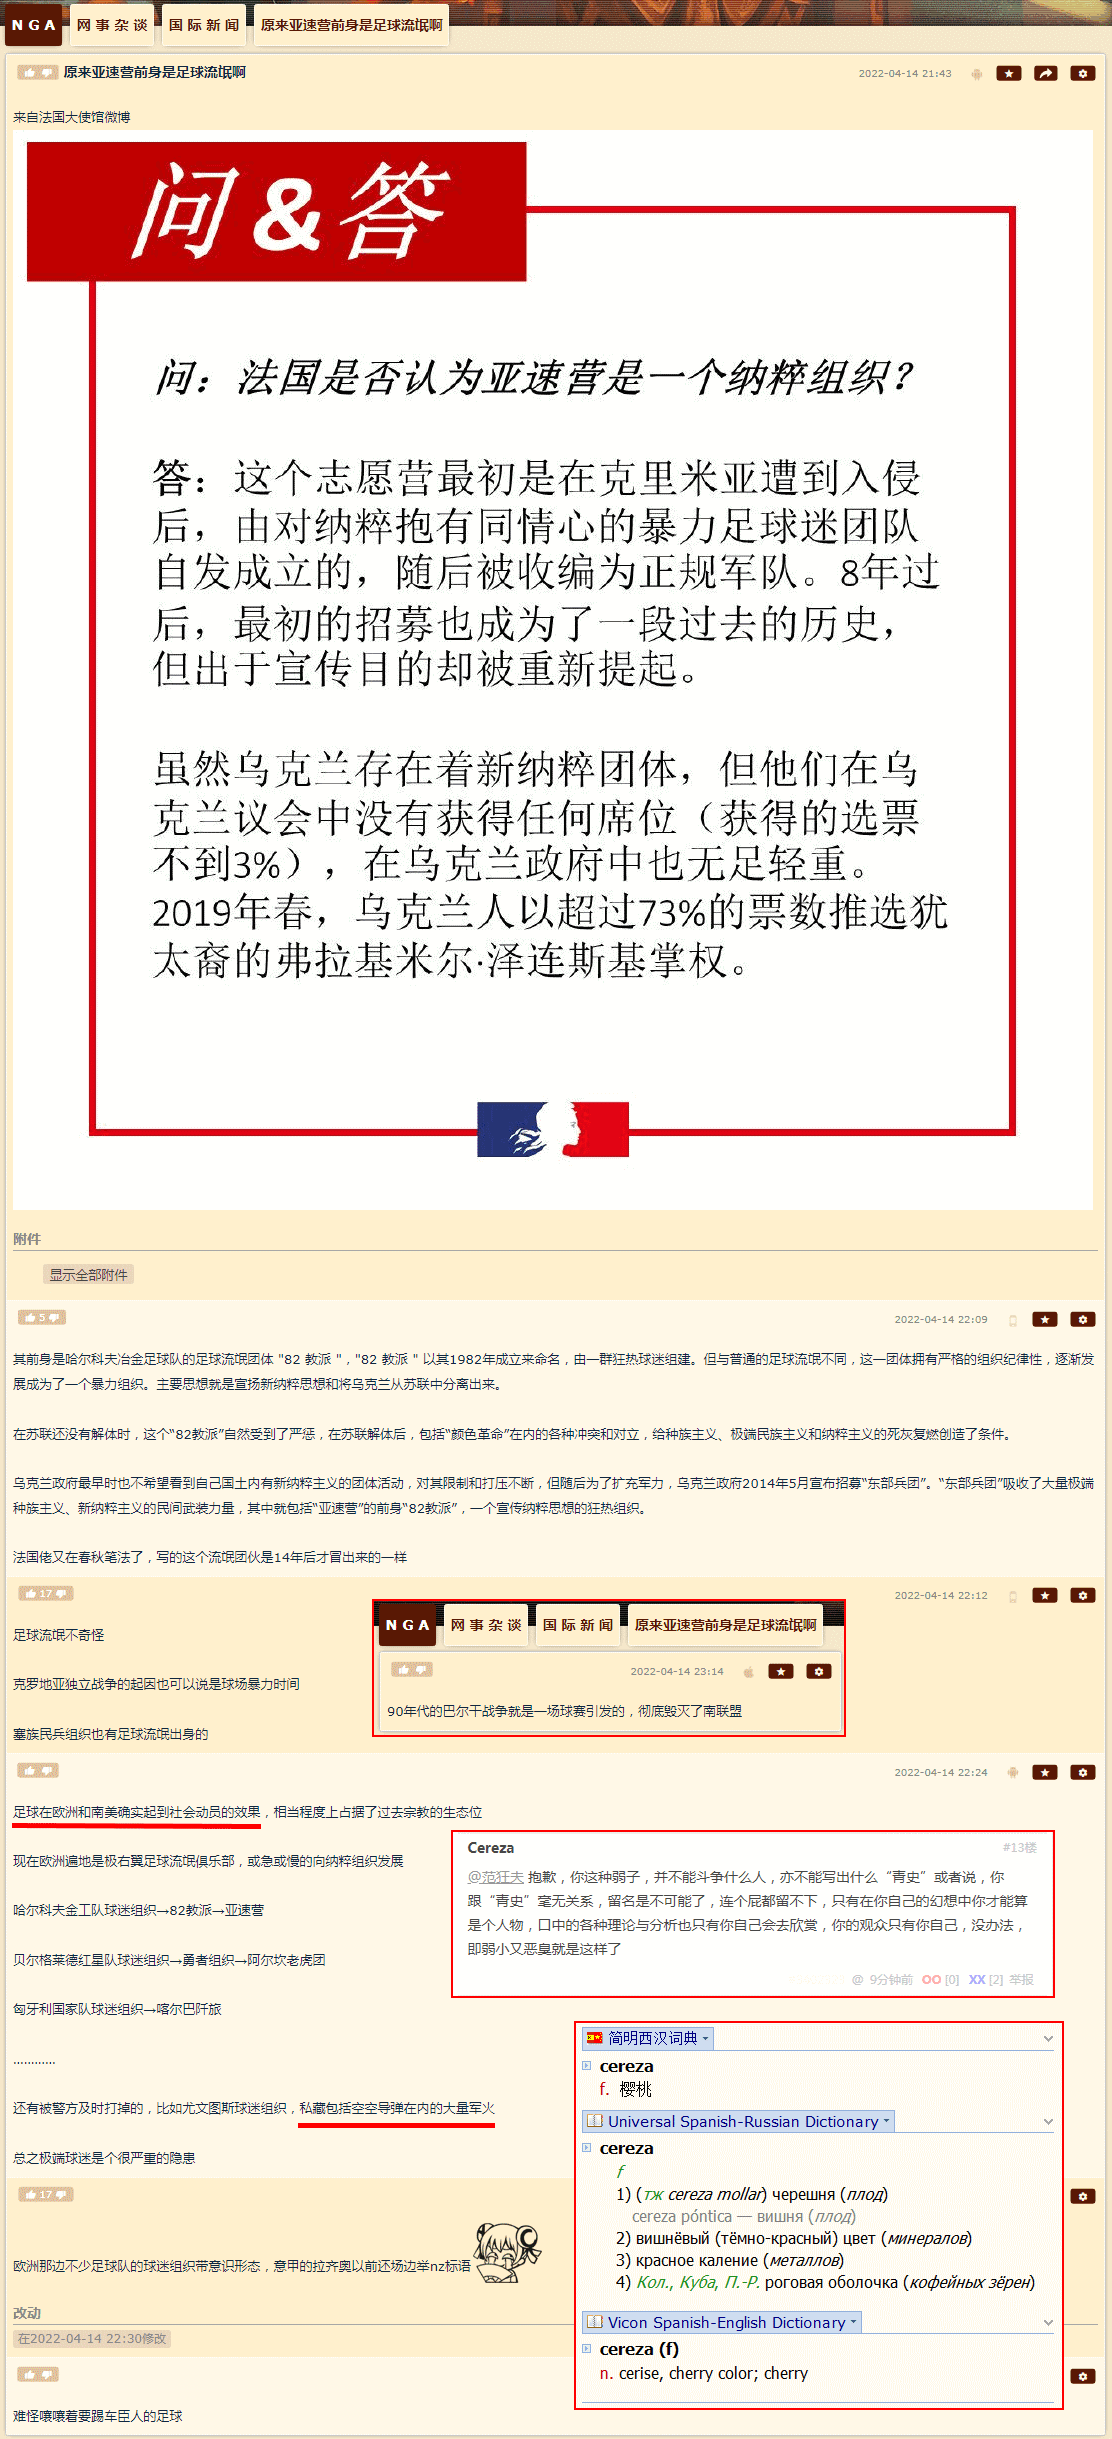 NGA 网事杂谈 国际新闻 原来亚速营前身是足球流氓啊
原来亚速营前身是足球流氓啊 2022-04-14 21:43
来自法国大使馆微博
问&答
问：法国是否认为亚速营是一个纳粹组织？
答：这个志愿营最初是在克里米亚遭到入侵
后，由对纳粹抱有同情心的暴力足球迷团队
自发成立的，随后被收编为正规军队。8年过
后，最初的招募也成为了一段过去的历史，
但出于宣传目的却被重新提起。
虽然乌克兰存在着新纳粹团体，但他们在乌
克兰议会中没有获得任何席位（获得的选票
不到3%），在乌克兰政府中也无足轻重。
2019年春，乌克兰人以超过73%的票数推选犹
太裔的弗拉基米尔·泽连斯基掌权。
附件
显示全部附件
5 2022-04-14 22:09
其前身是哈尔科夫冶金足球队的足球流氓团体 "82 教派 "，"82 教派 " 以其1982年成立来命名，由一群狂热球迷组建。但与普通的足球流氓不同，这一团体拥有严格的组织纪律性，逐渐发
展成为了一个暴力组织。主要思想就是宣扬新纳粹思想和将乌克兰从苏联中分离出来。
在苏联还没有解体时，这个“82教派”自然受到了严惩，在苏联解体后，包括“颜色革命”在内的各种冲突和对立，给种族主义、极端民族主义和纳粹主义的死灰复燃创造了条件。
乌克兰政府最早时也不希望看到自己国土内有新纳粹主义的团体活动，对其限制和打压不断，但随后为了扩充军力，乌克兰政府2014年5月宣布招募“东部兵团”。“东部兵团”吸收了大量极端
种族主义、新纳粹主义的民间武装力量，其中就包括“亚速营”的前身“82教派”，一个宣传纳粹思想的狂热组织。
法国佬又在春秋笔法了，写的这个流氓团伙是14年后才冒出来的一样
17 2022-04-14 22:12
足球流氓不奇怪
克罗地亚独立战争的起因也可以说是球场暴力时间
塞族民兵组织也有足球流氓出身的
NGA 网事杂谈 国际新闻 原来亚速营前身是足球流氓啊
2022-04-14 23:14
90年代的巴尔干战争就是一场球赛引发的，彻底毁灭了南联盟
2022-04-14 22:24
足球在欧洲和南美确实起到社会动员的效果，相当程度上占据了过去宗教的生态位
现在欧洲遍地是极右翼足球流氓俱乐部，或急或慢的向纳粹组织发展
哈尔科夫金工队球迷组织→82教派→亚速营
贝尔格莱德红星队球迷组织→勇者组织→阿尔坎老虎团
匈牙利国家队球迷组织→喀尔巴阡旅
…………
还有被警方及时打掉的，比如尤文图斯球迷组织，私藏包括空空导弹在内的大量军火
总之极端球迷是个很严重的隐患
Cereza #13楼
@范狂夫 抱歉，你这种弱子，并不能斗争什么人，亦不能写出什么“青史”或者说，你
跟“青史”毫无关系，留名是不可能了，连个屁都留不下，只有在你自己的幻想中你才能算
是个人物，口中的各种理论与分析也只有你自己会去欣赏，你的观众只有你自己，没办法，
即弱小又恶臭就是这样了
@ 9分钟前 OO [0] XX [2] 举报
简明西汉词典
cereza
f. 樱桃
Universal Spanish-Russian Dictionary
cereza
f
1) (тж cereza mollar) черешня (плод)
cereza póntica — вишня (плод)
2) вишнёвый (тёмно-красный) цвет (минералов)
3) красное каление (металлов)
4) Кол., Куба, П.-Р. роговая оболочка (кофейных зёрен)
Vicon Spanish-English Dictionary
cereza (f)
n. cerise, cherry color; cherry
17
欧洲那边不少足球队的球迷组织带意识形态，意甲的拉齐奥以前还场边举nz标语
改动
在2022-04-14 22:30修改
难怪嚷嚷着要踢车臣人的足球